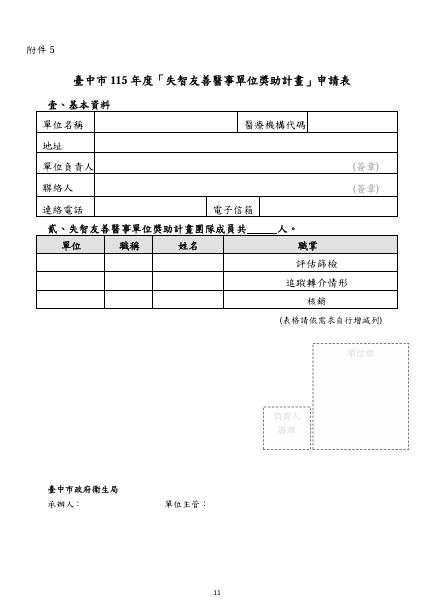 附件 5
臺中市 115 年度「失智友善醫事單位獎助計畫」申請表
壹、基本資料
單位名稱 醫療機構代碼
地址
單位負責人 (簽章)
聯絡人 (簽章)
連絡電話 電子信箱
貳、失智友善醫事單位獎助計畫團隊成員共______人。
單位 職稱 姓名 職掌
評估篩檢
追蹤轉介情形
核銷
(表格請依需求自行增減列)
單位章
負責人
簽章
臺中市政府衛生局
承辦人： 單位主管：
11